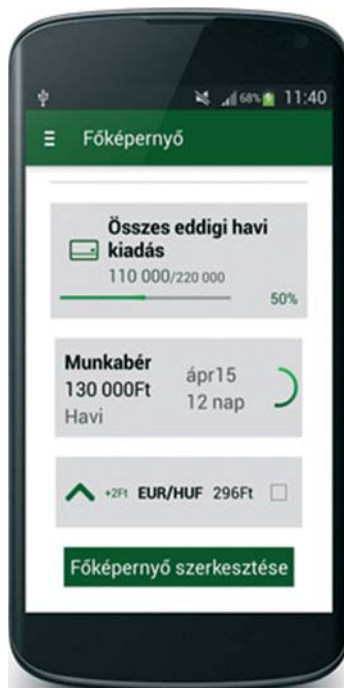 68% 11:40
Főképernyő
Összes eddigi havi
kiadás
110 000/220 000
50%
Munkabér
130 000Ft
Havi
ápr15
12 nap
+2Ft EUR/HUF 296Ft
Főképernyő szerkesztése